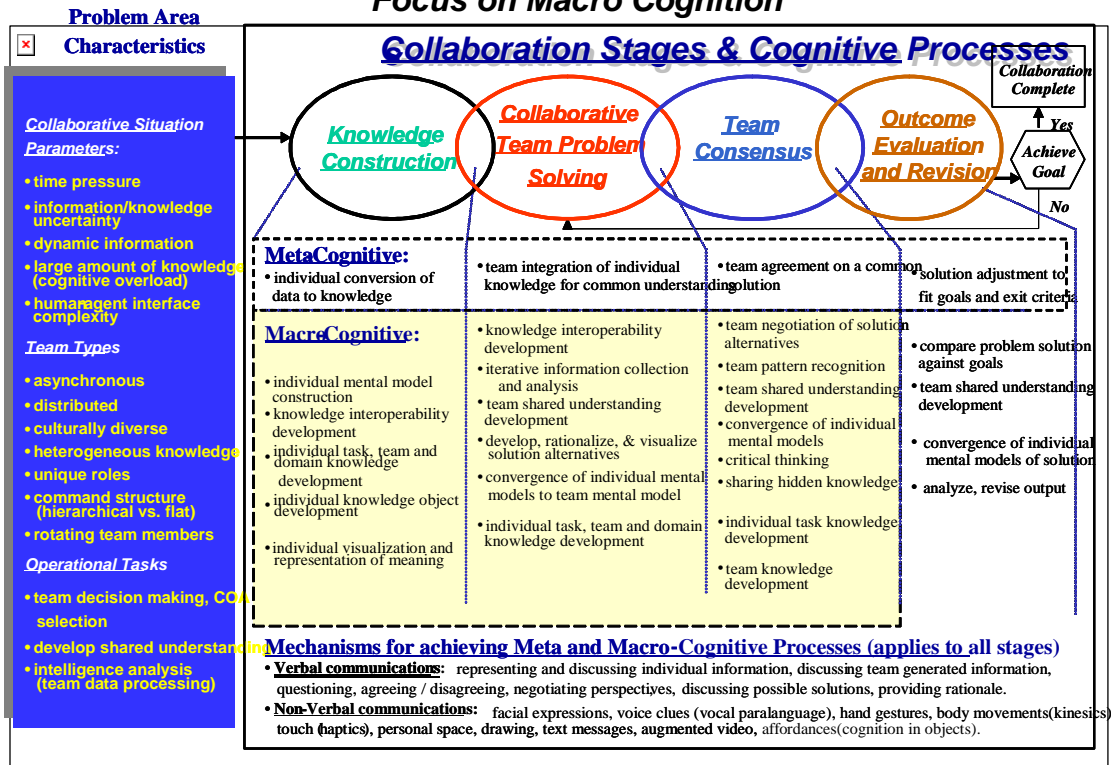 Focus on Macro Cognition
Problem Area
Characteristics
Collaborative Situation
Parameters:
• time pressure
• information/knowledge
uncertainty
• dynamic information
• large amount of knowledge
(cognitive overload)
• human-agent interface
complexity
Team Types
• asynchronous
• distributed
• culturally diverse
• heterogeneous knowledge
• unique roles
• command structure
(hierarchical vs. flat)
• rotating team members
Operational Tasks
• team decision making, COA
selection
• develop shared understanding
• intelligence analysis
(team data processing)
Collaboration Stages & Cognitive Processes
Knowledge
Construction
Collaborative
Team Problem
Solving
Team
Consensus
Outcome
Evaluation
and Revision
Collaboration
Complete
Yes
Achieve
Goal
No
MetaCognitive:
• individual conversion of
data to knowledge
• team integration of individual
knowledge for common understanding
• team agreement on a common
solution
• solution adjustment to
fit goals and exit criteria
MacroCognitive:
• individual mental model
construction
• knowledge interoperability
development
• individual task, team and
domain knowledge
development
• individual knowledge object
development
• individual visualization and
representation of meaning
• knowledge interoperability
development
• iterative information collection
and analysis
• team shared understanding
development
• develop, rationalize, & visualize
solution alternatives
• convergence of individual mental
models to team mental model
• individual task, team and domain
knowledge development
• team negotiation of solution
alternatives
• team pattern recognition
• team shared understanding
development
• convergence of individual
mental models
• critical thinking
• sharing hidden knowledge
• individual task knowledge
development
• team knowledge
development
• compare problem solution
against goals
• team shared understanding
development
• convergence of individual
mental models of solution
• analyze, revise output
Mechanisms for achieving Meta and Macro-Cognitive Processes (applies to all stages)
• Verbal communications: representing and discussing individual information, discussing team generated information,
questioning, agreeing / disagreeing, negotiating perspectives, discussing possible solutions, providing rationale.
• Non-Verbal communications: facial expressions, voice clues (vocal paralanguage), hand gestures, body movements(kinesics)
touch (haptics), personal space, drawing, text messages, augmented video, affordances(cognition in objects).